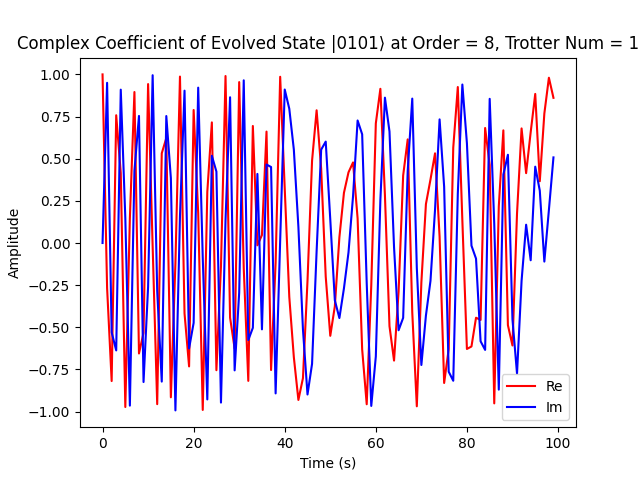 Complex Coefficient of Evolved State |0101⟩ at Order = 8, Trotter Num = 1
1.00
0.75
0.50
0.25
0.00
−0.25
−0.50
−0.75
−1.00
Amplitude
Re
Im
0 20 40 60 80 100
Time (s)